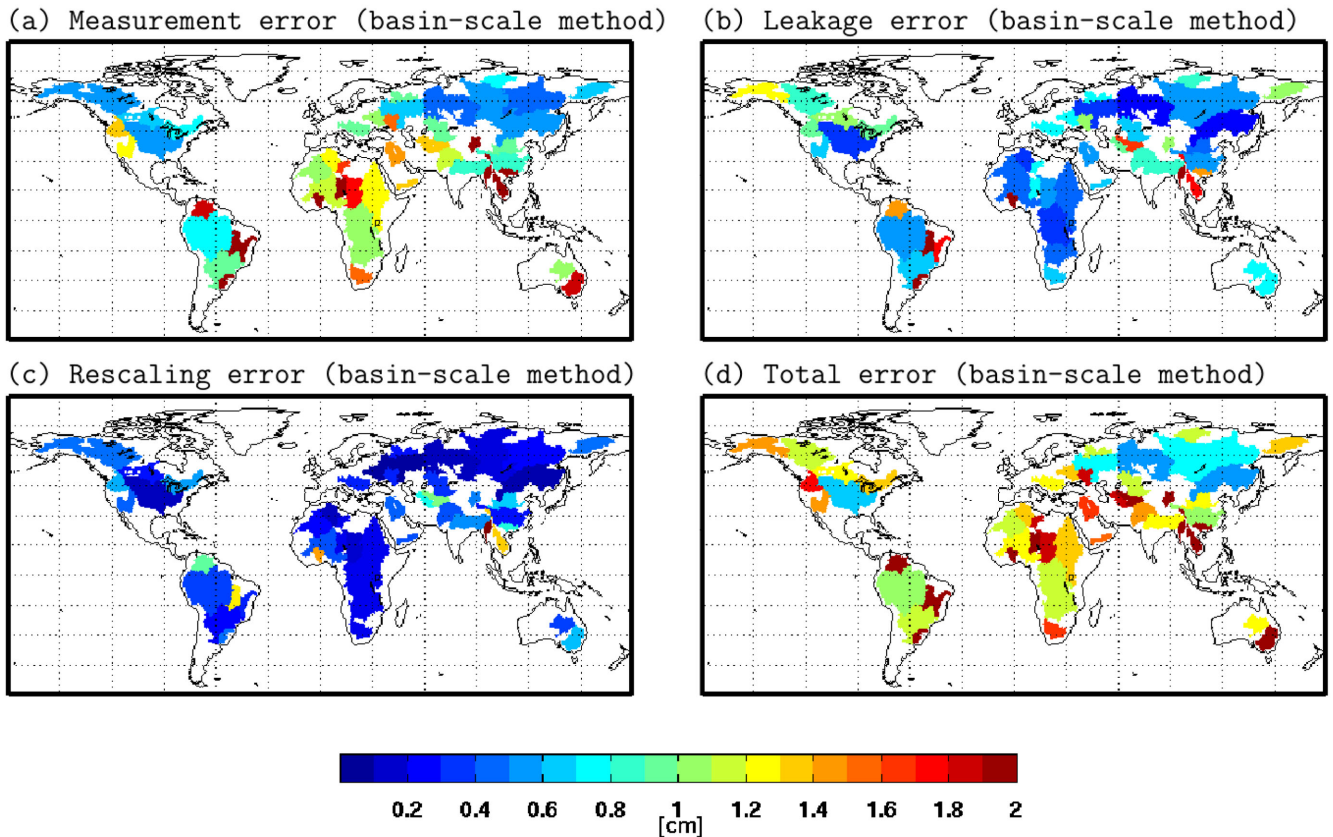 (a) Measurement error (basin-scale method)
(b) Leakage error (basin-scale method)
(c) Rescaling error (basin-scale method)
(d) Total error (basin-scale method)
0.2 0.4 0.6 0.8 1 1.2 1.4 1.6 1.8 2
[cm]